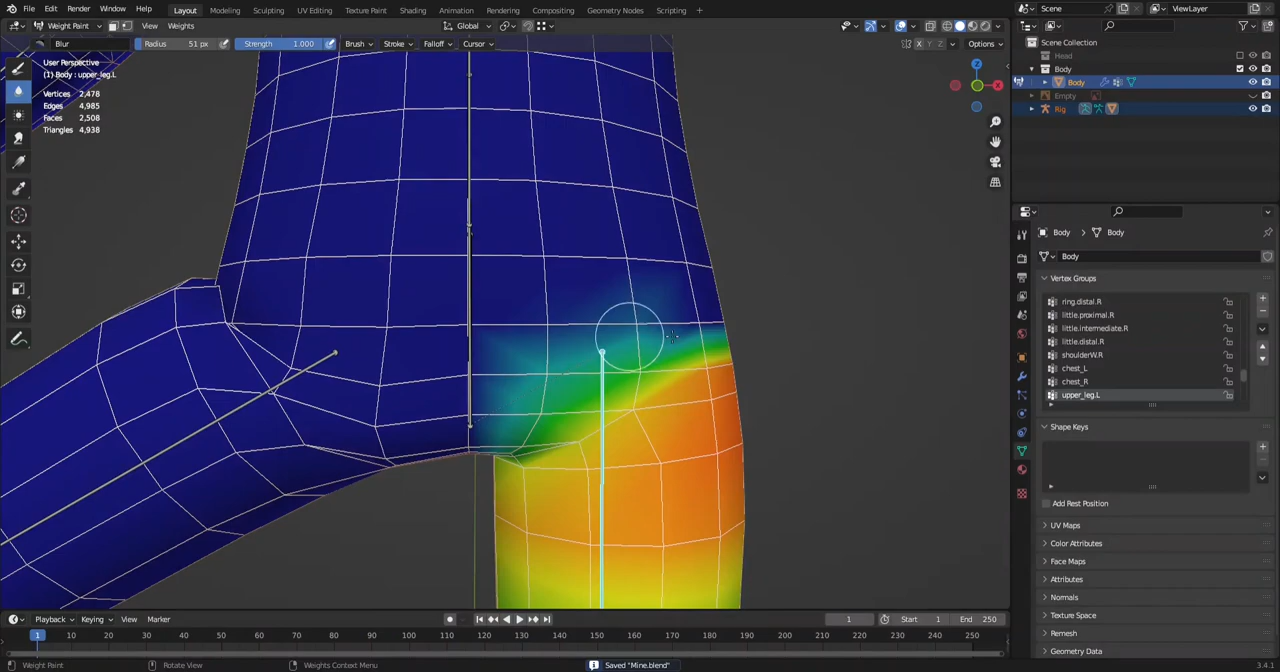 File Edit Render Window Help Layout Modeling Sculpting UV Editing Texture Paint Shading Animation Rendering Compositing Geometry Nodes Scripting + Scene ViewLayer
Weight Paint View Weights Global
Blur Radius 51 px Strength 1.000 Brush Stroke Falloff Cursor X Y Z Options
User Perspective
(1) Body : upper_leg.L
Vertices 2,478
Edges 4,985
Faces 2,508
Triangles 4,938
Z
Scene Collection
Head
Body
Body
Empty
Rig
Body > Body
Body
Vertex Groups
ring.distal.R
little.proximal.R
little.intermediate.R
little.distal.R
shoulderW.R
chest_L
chest_R
upper_leg.L
Shape Keys
Add Rest Position
UV Maps
Color Attributes
Face Maps
Attributes
Normals
Texture Space
Remesh
Geometry Data
Playback Keying View Marker 1 Start 1 End 250
1 10 20 30 40 50 60 70 80 90 100 110 120 130 140 150 160 170 180 190 200 210 220 230 240 250
Weight Paint Rotate View Weights Context Menu Saved "Mine.blend" 3.4.1